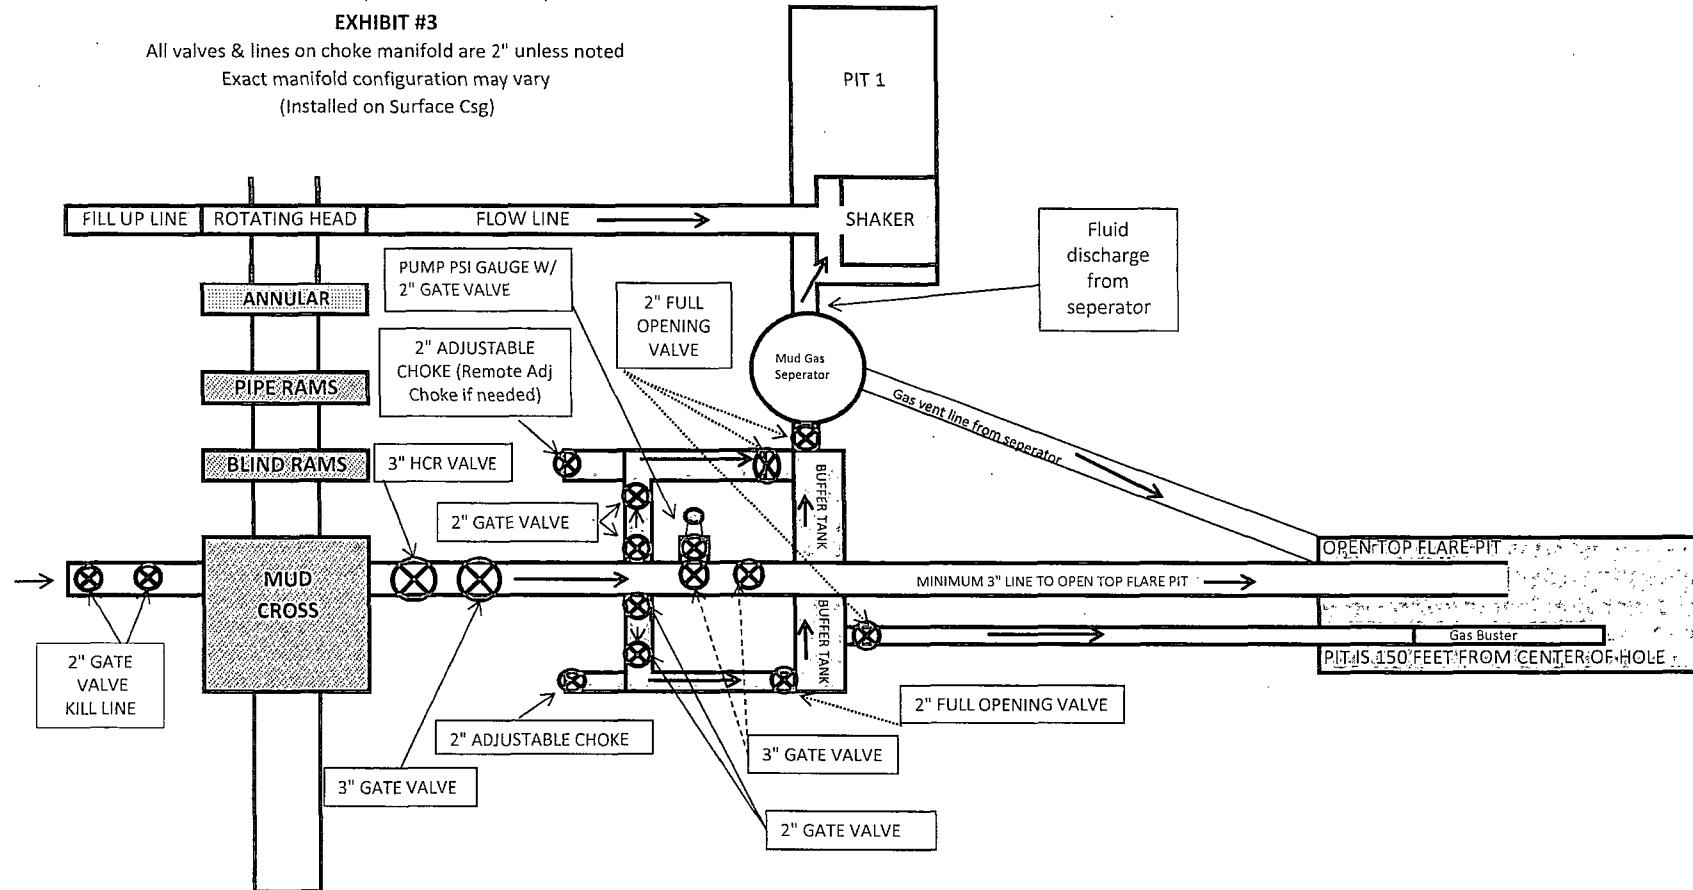 EXHIBIT #3
All valves & lines on choke manifold are 2" unless noted
Exact manifold configuration may vary
(Installed on Surface Csg)
PIT 1
FILL UP LINE
ROTATING HEAD
FLOW LINE
SHAKER
Fluid
discharge
from
seperator
PUMP PSI GAUGE W/
2" GATE VALVE
ANNULAR
2" FULL
OPENING
VALVE
2" ADJUSTABLE
CHOKE (Remote Adj
Choke if needed)
Mud Gas
Seperator
PIPE RAMS
Gas vent line from seperator
BLIND RAMS
3" HCR VALVE
2" GATE VALVE
BUFFER TANK
OPEN TOP FLARE PIT
MUD
CROSS
MINIMUM 3" LINE TO OPEN TOP FLARE PIT
BUFFER TANK
Gas Buster
PIT IS 150 FEET FROM CENTER OF HOLE
2" GATE
VALVE
KILL LINE
2" FULL OPENING VALVE
2" ADJUSTABLE CHOKE
3" GATE VALVE
3" GATE VALVE
2" GATE VALVE